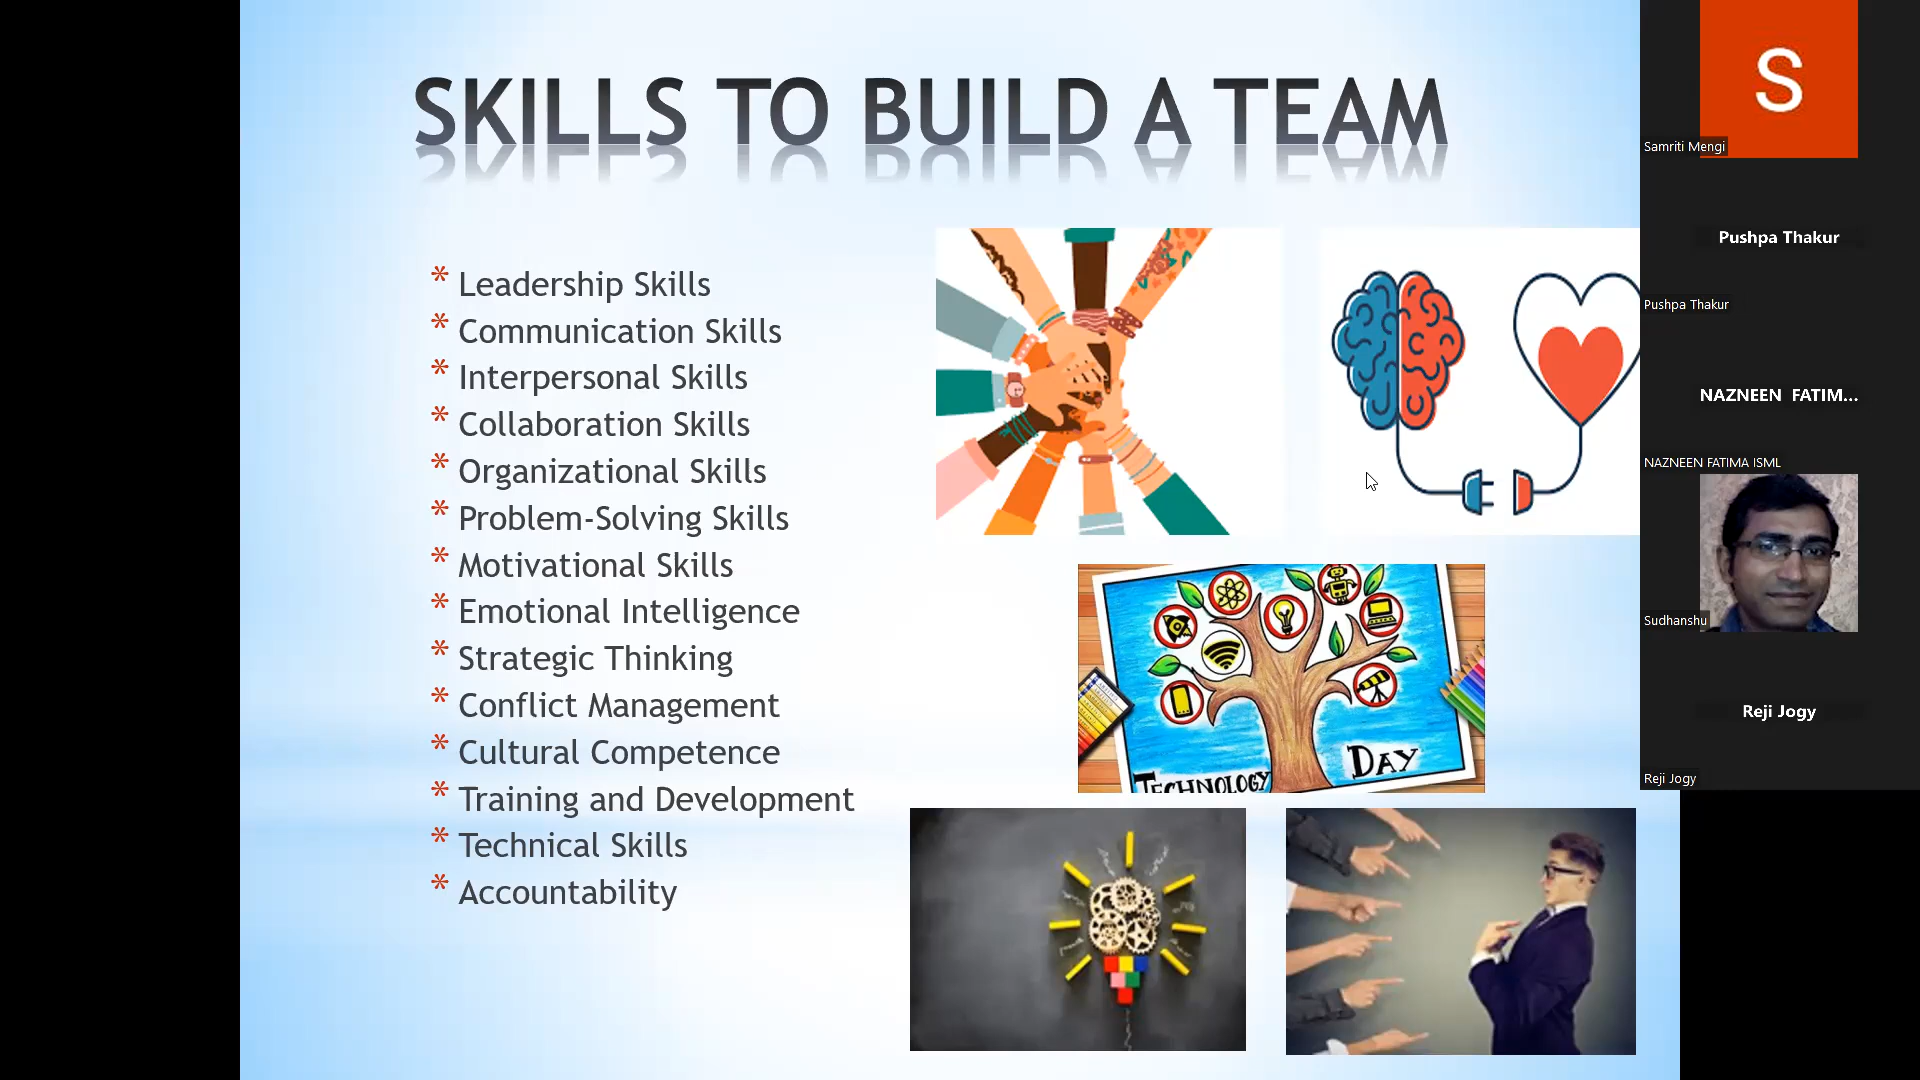 SKILLS TO BUILD A TEAM
* Leadership Skills
* Communication Skills
* Interpersonal Skills
* Collaboration Skills
* Organizational Skills
* Problem-Solving Skills
* Motivational Skills
* Emotional Intelligence
* Strategic Thinking
* Conflict Management
* Cultural Competence
* Training and Development
* Technical Skills
* Accountability
TECHNOLOGY
DAY
S
Samriti Mengi
Pushpa Thakur
Pushpa Thakur
NAZNEEN FATIM...
NAZNEEN FATIMA ISML
Sudhanshu
Reji Jogy
Reji Jogy